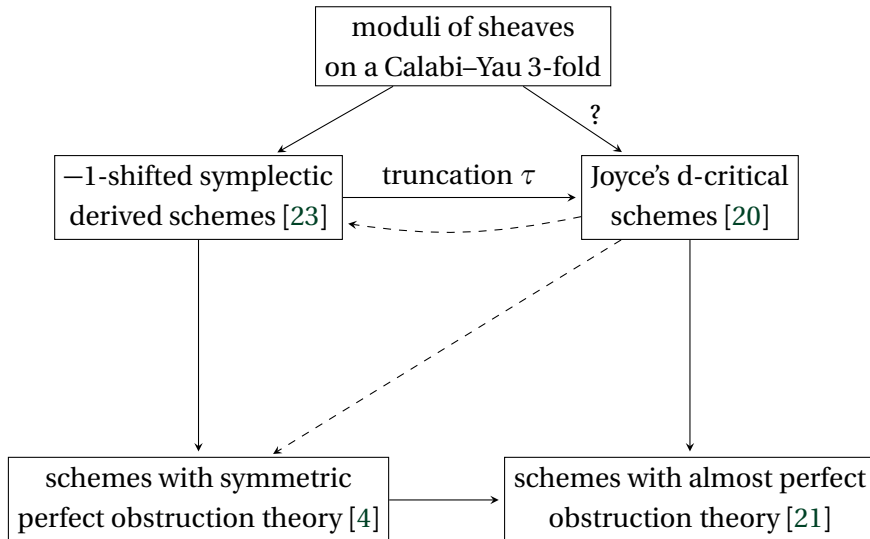 moduli of sheaves
on a Calabi–Yau 3-fold
?
−1-shifted symplectic
derived schemes [23]
truncation τ
Joyce's d-critical
schemes [20]
schemes with symmetric
perfect obstruction theory [4]
schemes with almost perfect
obstruction theory [21]